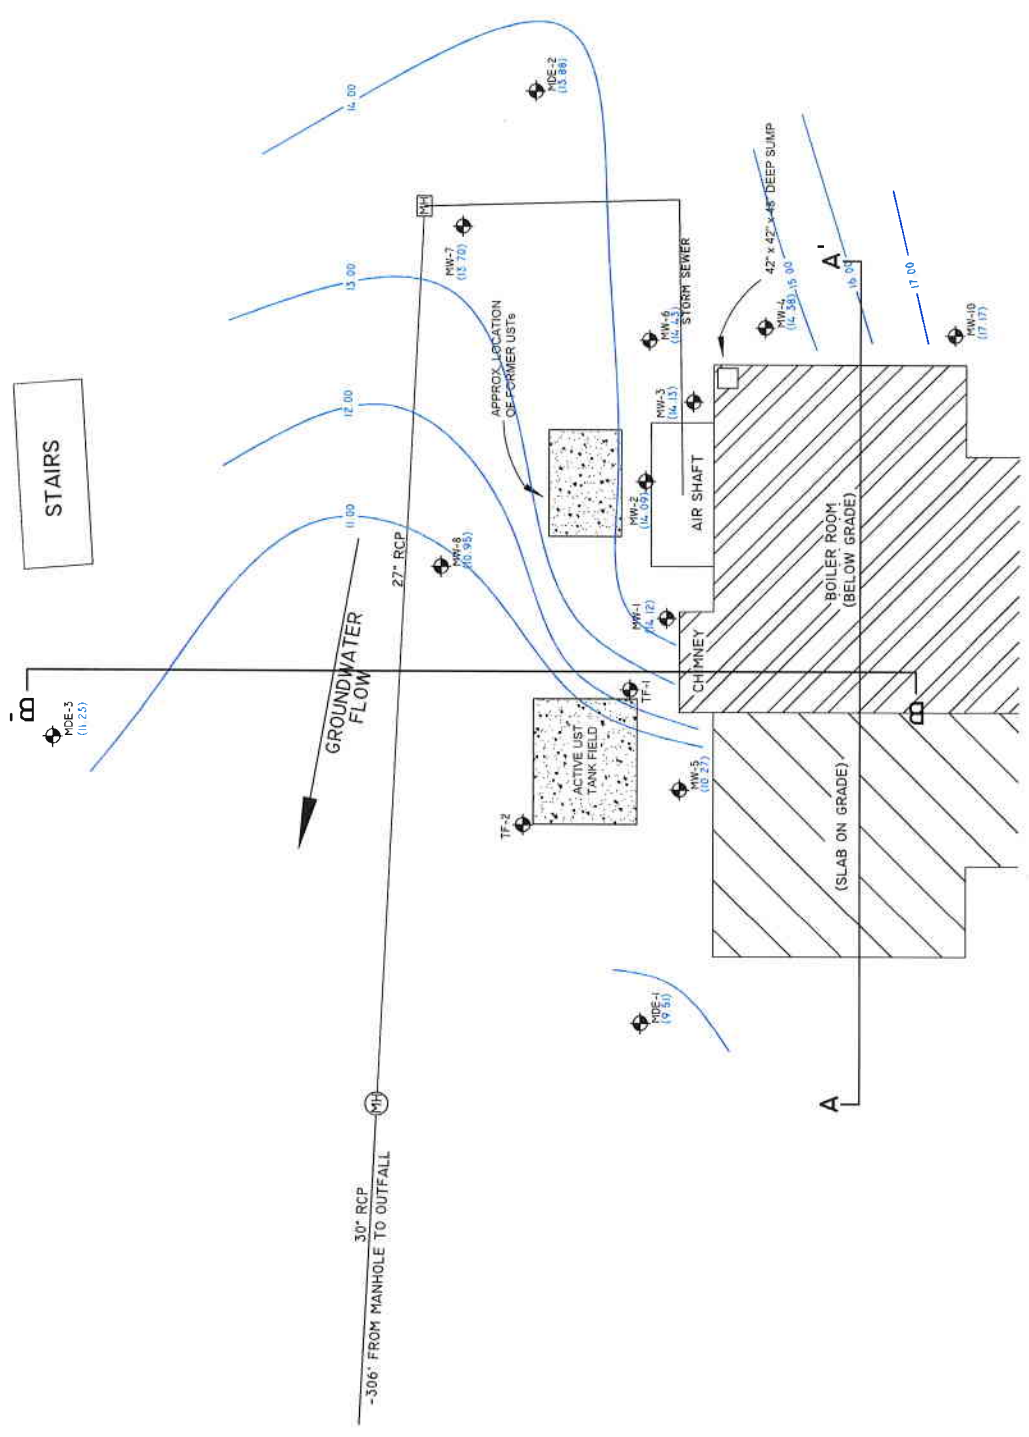 STAIRS
B'
MDE-3
(11.23)
14.00
13.00
12.00
11.00
MDE-2
(13.88)
MH
MW-7
(13.70)
APPROX. LOCATION
OF FORMER USTs
27" RCP
MW-8
(10.95)
GROUNDWATER
FLOW
MW-6
(14.43)
STORM SEWER
42" x 42" x 48" DEEP SUMP
MW-4
(14.38)
15.00
16.00
17.00
A'
MW-10
(17.17)
MW-3
(14.13)
MW-2
(14.09)
AIR SHAFT
MW-1
(14.12)
CHIMNEY
BOILER ROOM
(BELOW GRADE)
B
TF-1
ACTIVE UST
TANK FIELD
TF-2
MW-5
(10.27)
(SLAB ON GRADE)
MDE-1
(9.51)
A
MH
30" RCP
-306' FROM MANHOLE TO OUTFALL